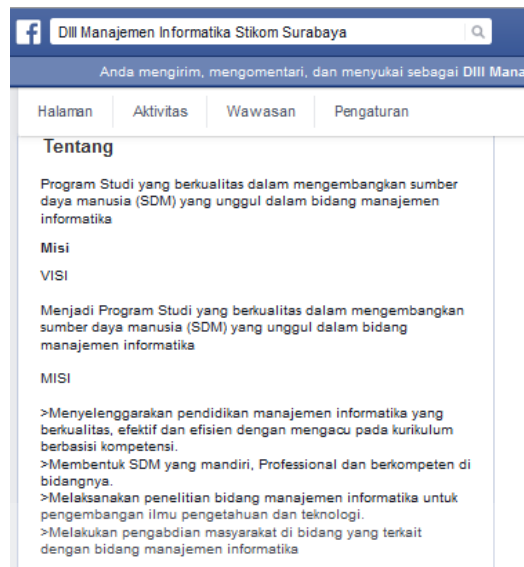 f DIII Manajemen Informatika Stikom Surabaya
Anda mengirim, mengomentari, dan menyukai sebagai DIII Mana
Halaman Aktivitas Wawasan Pengaturan
Tentang
Program Studi yang berkualitas dalam mengembangkan sumber
daya manusia (SDM) yang unggul dalam bidang manajemen
informatika
Misi
VISI
Menjadi Program Studi yang berkualitas dalam mengembangkan
sumber daya manusia (SDM) yang unggul dalam bidang
manajemen informatika
MISI
>Menyelenggarakan pendidikan manajemen informatika yang
berkualitas, efektif dan efisien dengan mengacu pada kurikulum
berbasisi kompetensi.
>Membentuk SDM yang mandiri, Professional dan berkompeten di
bidangnya.
>Melaksanakan penelitian bidang manajemen informatika untuk
pengembangan ilmu pengetahuan dan teknologi.
>Melakukan pengabdian masyarakat di bidang yang terkait
dengan bidang manajemen informatika